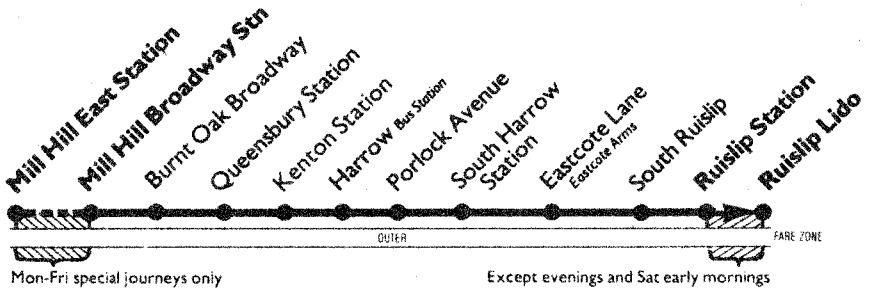 Mill Hill East Station
Mill Hill Broadway Stn
Burnt Oak Broadway
Queensbury Station
Kenton Station
Harrow Bus Station
Porlock Avenue
South Harrow
Station
Eastcote Lane
Eastcote Arms
South Ruislip
Ruislip Station
Ruislip Lido
OUTER
FARE ZONE
Mon-Fri special journeys only
Except evenings and Sat early mornings